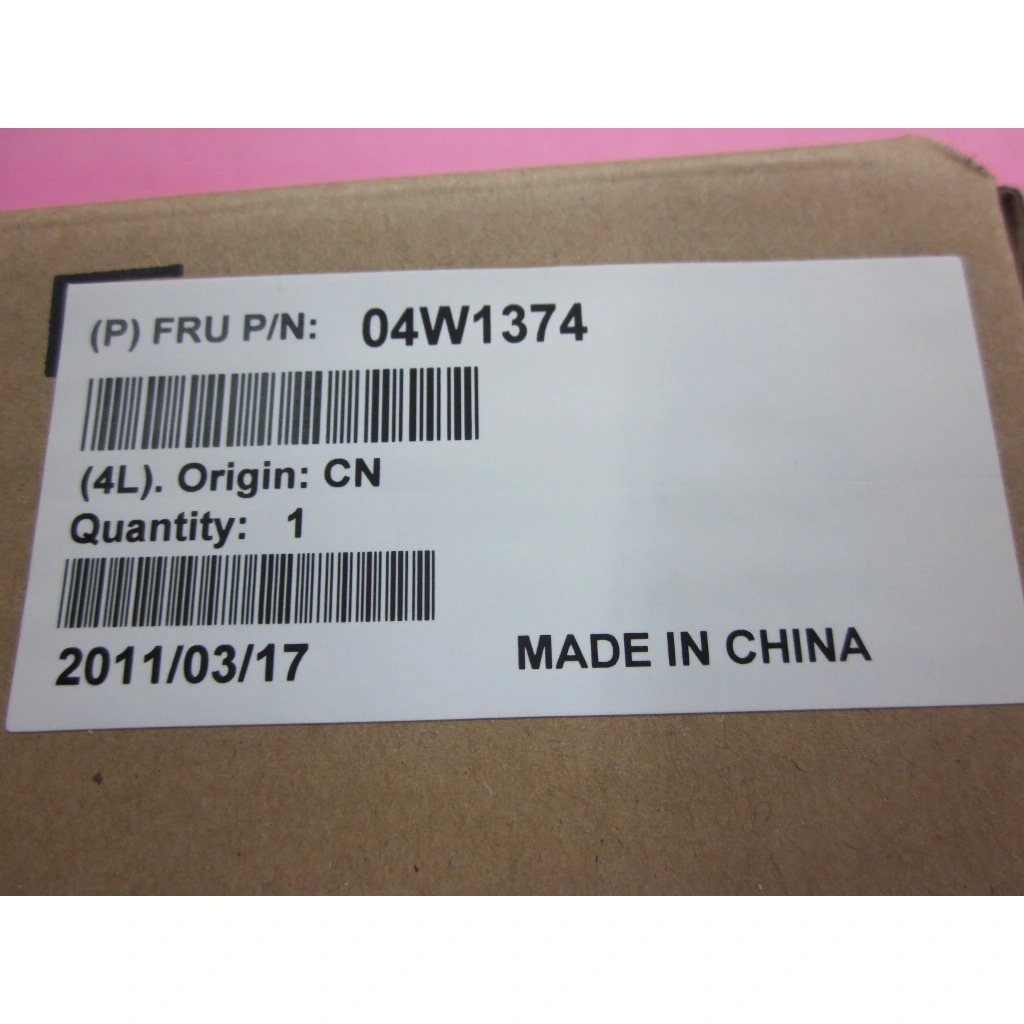 (P) FRU P/N: 04W1374
(4L). Origin: CN
Quantity: 1
2011/03/17
MADE IN CHINA